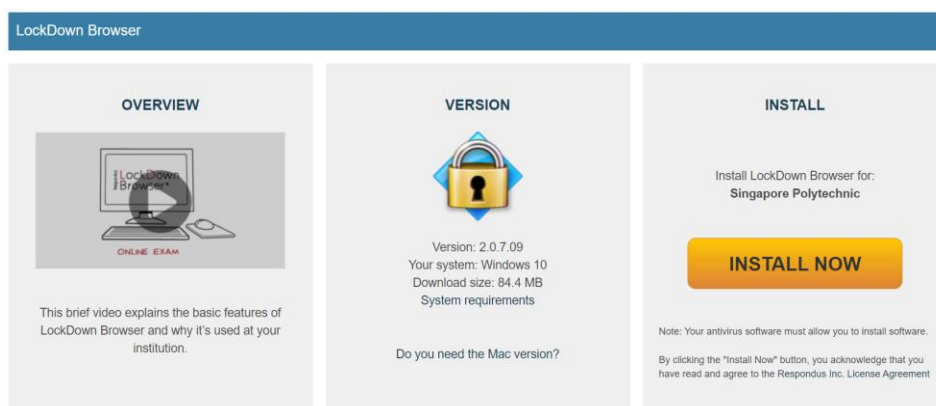 LockDown Browser
OVERVIEW
LockDown
Browser
ONLINE EXAM
This brief video explains the basic features of
LockDown Browser and why it's used at your
institution.
VERSION
Version: 2.0.7.09
Your system: Windows 10
Download size: 84.4 MB
System requirements
Do you need the Mac version?
INSTALL
Install LockDown Browser for:
Singapore Polytechnic
INSTALL NOW
Note: Your antivirus software must allow you to install software.
By clicking the "Install Now" button, you acknowledge that you
have read and agree to the Respondus Inc. License Agreement